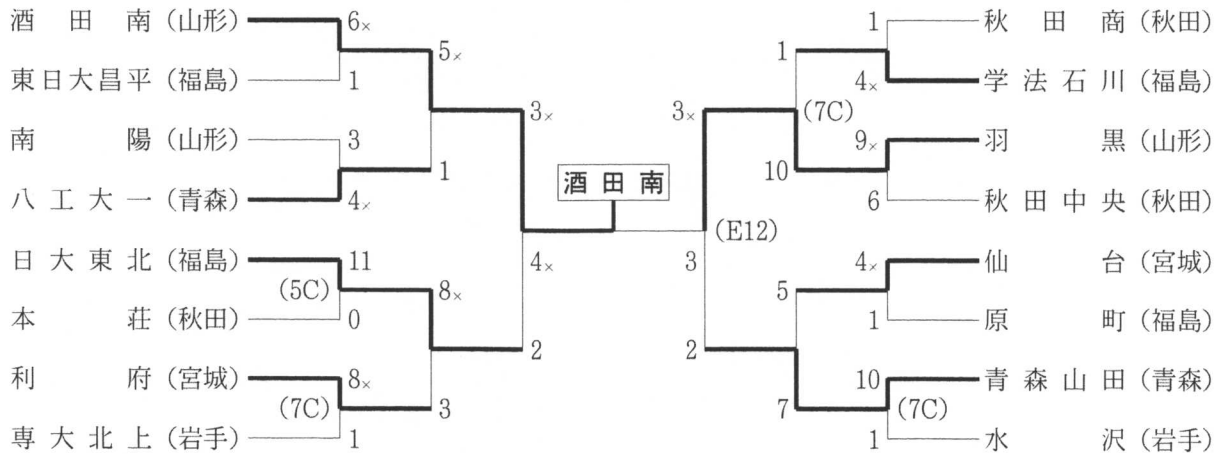 酒田南（山形） 6× 1 秋田商（秋田）
5× 1
東日大昌平（福島） 1 4× 学法石川（福島）
3× 3× (7C)
南陽（山形） 3 9× 羽黒（山形）
1 酒田南 10
八工大一（青森） 4× 6 秋田中央（秋田）
(E12)
日大東北（福島） 11 4× 3 4× 仙台（宮城）
(5C) 8× 5
本荘（秋田） 0 1 原町（福島）
2 2
利府（宮城） 8× 10 青森山田（青森）
(7C) 3 7 (7C)
専大北上（岩手） 1 1 水沢（岩手）